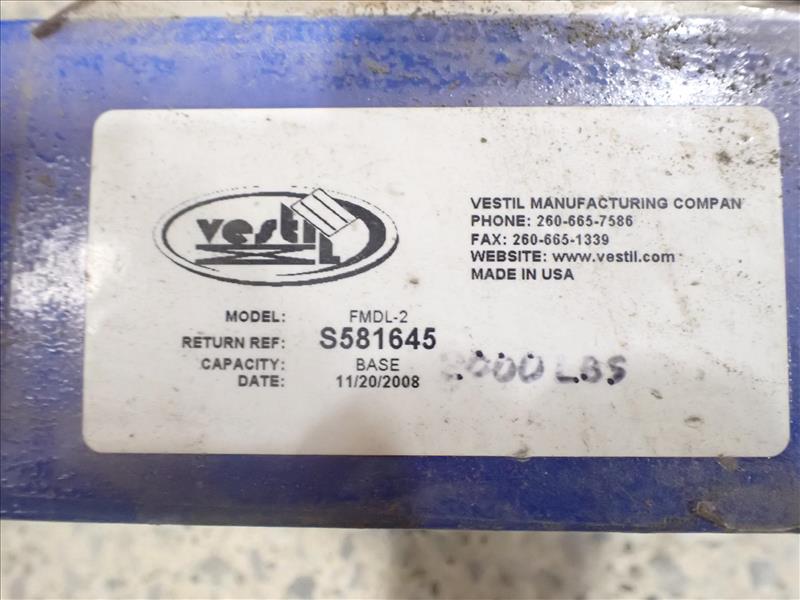 vestil
VESTIL MANUFACTURING COMPAN
PHONE: 260-665-7586
FAX: 260-665-1339
WEBSITE: www.vestil.com
MADE IN USA
MODEL: FMDL-2
RETURN REF: S581645
CAPACITY: BASE 2000 LBS
DATE: 11/20/2008